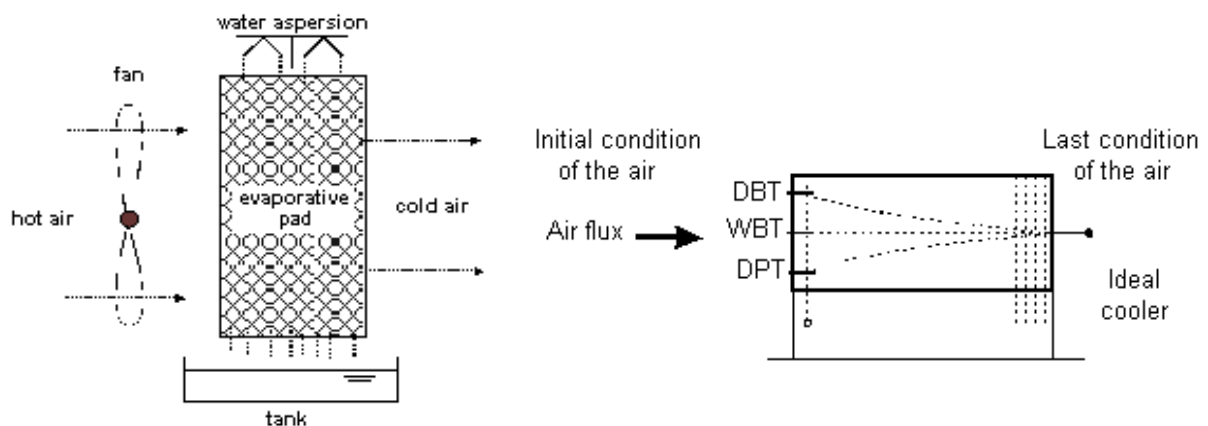 water aspersion
fan
hot air
evaporative
pad
cold air
tank
Initial condition
of the air
Last condition
of the air
DBT
Air flux
WBT
DPT
Ideal
cooler